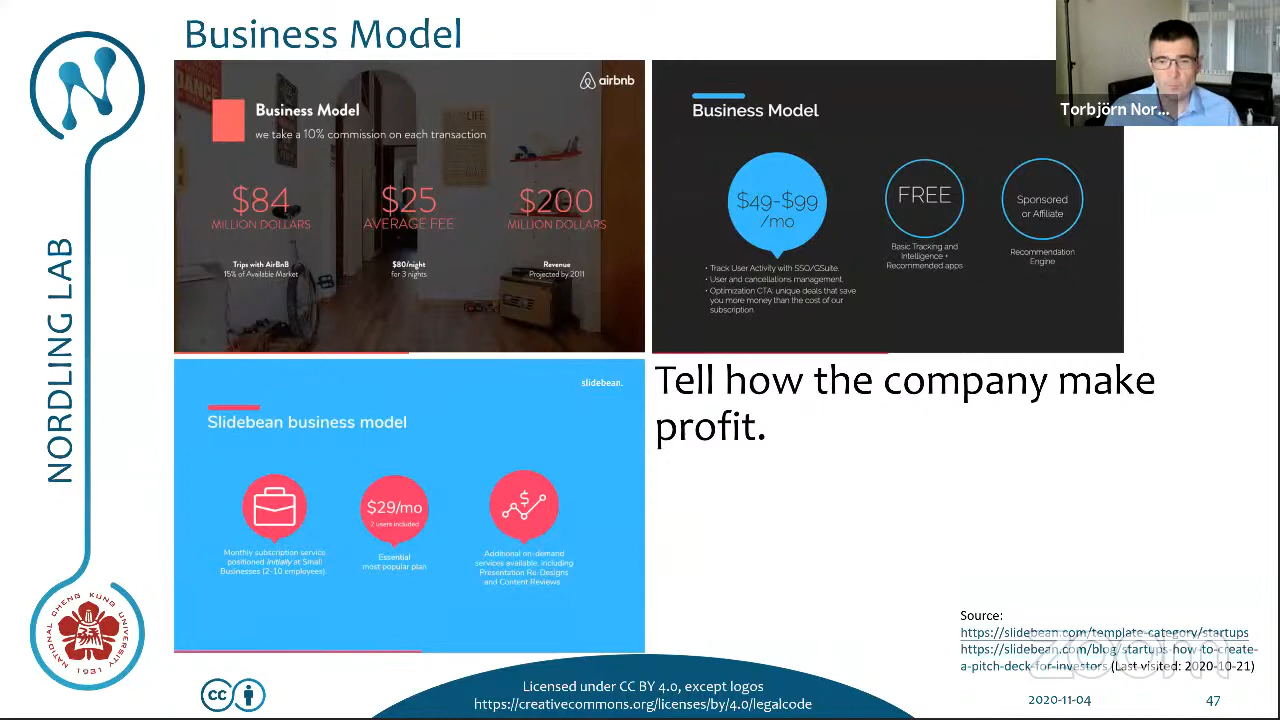 Business Model
airbnb
Business Model
we take a 10% commission on each transaction
$84
MILLION DOLLARS
Trips with AirBnB
15% of Available Market
$25
AVERAGE FEE
$80/night
for 3 nights
$200
MILLION DOLLARS
Revenue
Projected by 2011
Business Model
$49-$99
/mo
• Track User Activity with SSO/GSuite.
• User and cancellations management.
• Optimization CTA: unique deals that save
you more money than the cost of our
subscription
FREE
Basic Tracking and
Intelligence +
Recommended apps
Sponsored
or Affiliate
Recommendation
Engine
Torbjörn Nor...
slidebean.
Slidebean business model
Monthly subscription service
positioned initially at Small
Businesses (2-10 employees).
$29/mo
2 users included
Essential
most popular plan
Additional on-demand
services available, including
Presentation Re-Designs
and Content Reviews
Tell how the company make
profit.
NORDLING LAB
NATIONAL CHENG KUNG UNIVERSITY
1931
Source:
https://slidebean.com/template-category/startups
https://slidebean.com/blog/startups-how-to-create-
a-pitch-deck-for-investors (Last visited: 2020-10-21)
zoom
cc
Licensed under CC BY 4.0, except logos
https://creativecommons.org/licenses/by/4.0/legalcode
2020-11-04
47